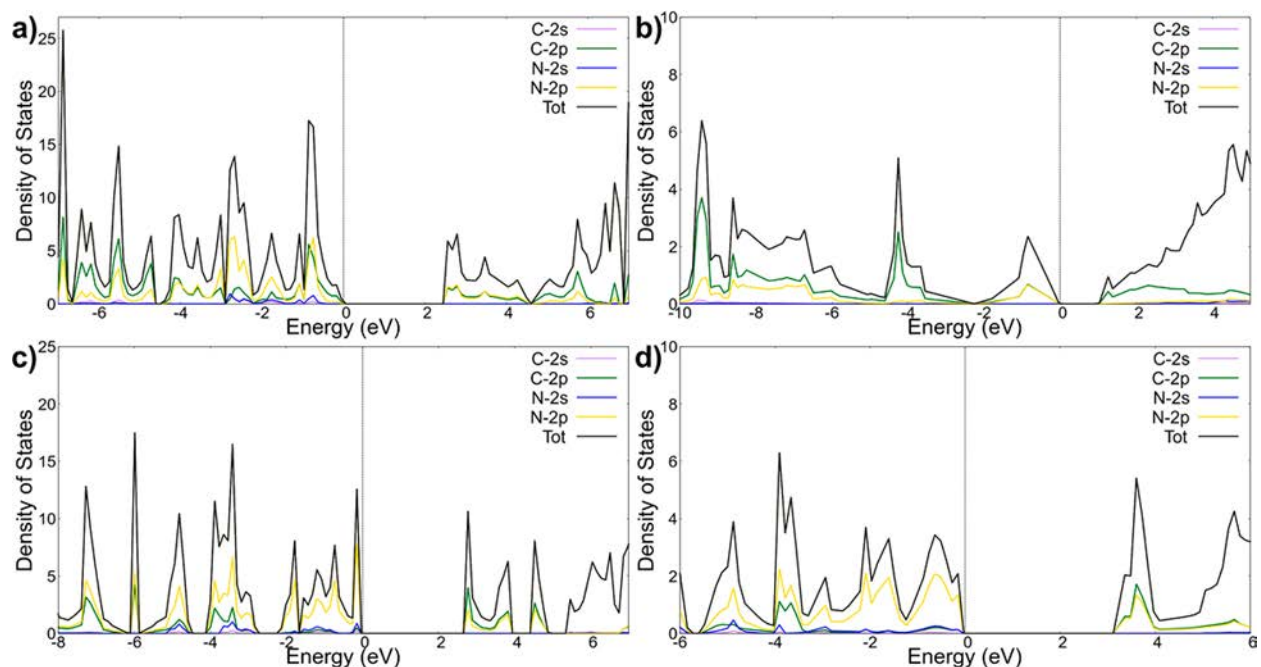 a)
25
20
15
10
5
0
Density of States
-6
-4
-2
0
2
4
6
Energy (eV)
C-2s
C-2p
N-2s
N-2p
Tot
b)
10
8
6
4
2
0
Density of States
-10
-8
-6
-4
-2
0
2
4
Energy (eV)
C-2s
C-2p
N-2s
N-2p
Tot
c)
25
20
15
10
5
0
Density of States
-8
-6
-4
-2
0
2
4
6
Energy (eV)
C-2s
C-2p
N-2s
N-2p
Tot
d)
10
8
6
4
2
0
Density of States
-6
-4
-2
0
2
4
6
Energy (eV)
C-2s
C-2p
N-2s
N-2p
Tot